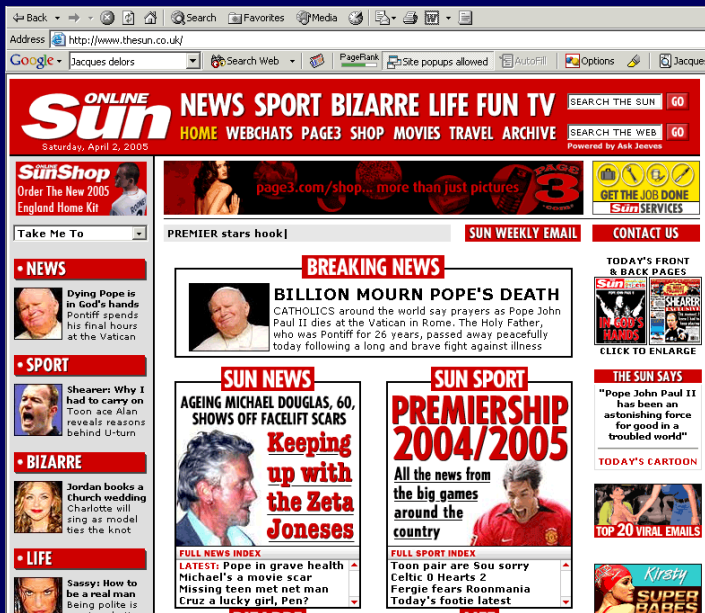 Back
Search
Favorites
Media
Address
http://www.thesun.co.uk/
Google
Jacques delors
Search Web
PageRank
Site popups allowed
AutoFill
Options
Jacque
ONLINE
Sun
Saturday, April 2, 2005
NEWS SPORT BIZARRE LIFE FUN TV
HOME WEBCHATS PAGE3 SHOP MOVIES TRAVEL ARCHIVE
SEARCH THE SUN
GO
SEARCH THE WEB
GO
Powered by Ask Jeeves
ONLINE
SunShop
Order The New 2005
England Home Kit
page3.com/shop... more than just pictures
PAGE
3
.com
GET THE JOB DONE
Sun SERVICES
Take Me To
PREMIER stars hook
SUN WEEKLY EMAIL
CONTACT US
• NEWS
Dying Pope is
in God's hands
Pontiff spends
his final hours
at the Vatican
• SPORT
Shearer: Why I
had to carry on
Toon ace Alan
reveals reasons
behind U-turn
• BIZARRE
Jordan books a
Church wedding
Charlotte will
sing as model
ties the knot
• LIFE
Sassy: How to
be a real man
Being polite is
BREAKING NEWS
BILLION MOURN POPE'S DEATH
CATHOLICS around the world say prayers as Pope John
Paul II dies at the Vatican in Rome. The Holy Father,
who was Pontiff for 26 years, passed away peacefully
today following a long and brave fight against illness
SUN NEWS
AGEING MICHAEL DOUGLAS, 60,
SHOWS OFF FACELIFT SCARS
Keeping
up with
the Zeta
Joneses
FULL NEWS INDEX
LATEST: Pope in grave health
Michael's a movie scar
Missing teen met net man
Cruz a lucky girl, Pen?
SUN SPORT
PREMIERSHIP
2004/2005
All the news from
the big games
around the
country
FULL SPORT INDEX
Toon pair are Sou sorry
Celtic 0 Hearts 2
Fergie fears Roonmania
Today's footie latest
TODAY'S FRONT
& BACK PAGES
Sun
IN GOD'S
HANDS
SHEARER
EXCLUSIVE
CLICK TO ENLARGE
THE SUN SAYS
"Pope John Paul II
has been an
astonishing force
for good in a
troubled world"
TODAY'S CARTOON
TOP 20 VIRAL EMAILS
Kirsty
SUPER
BABES